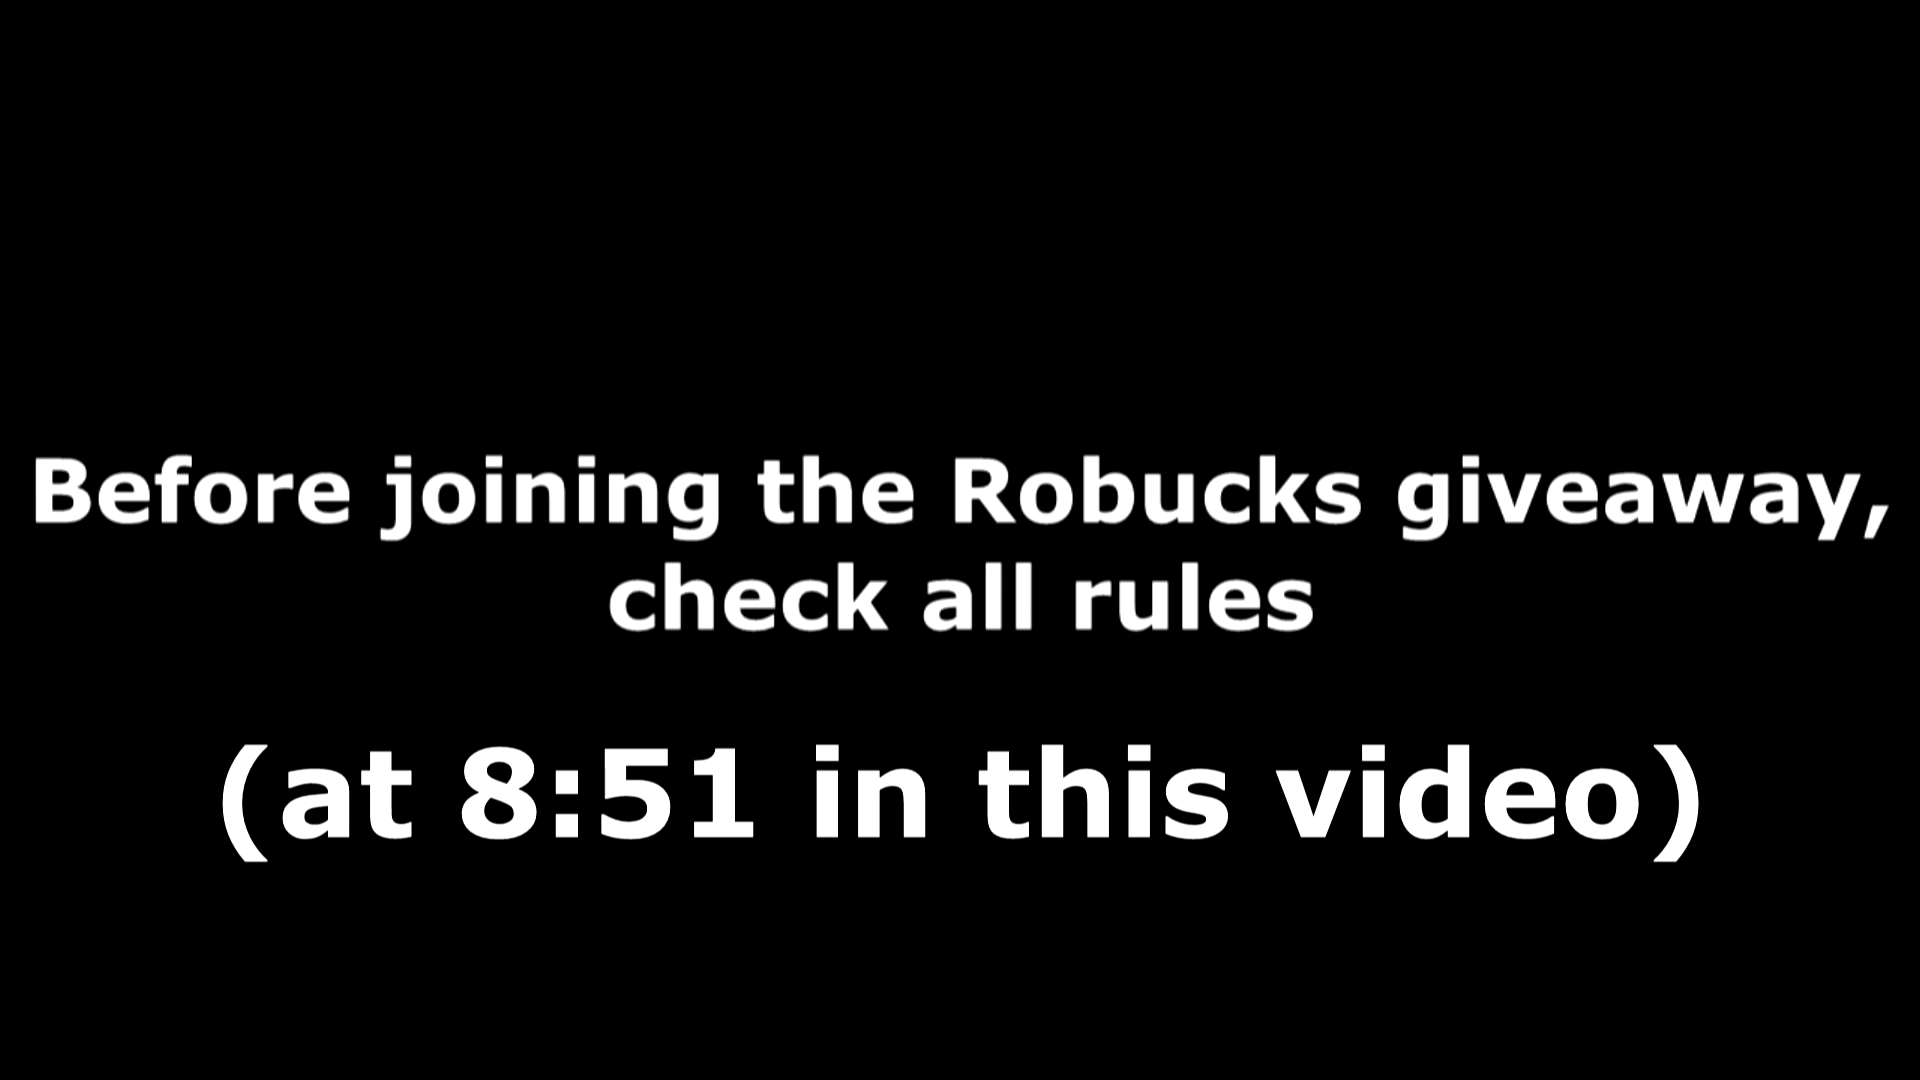 Before joining the Robucks giveaway,
check all rules
(at 8:51 in this video)